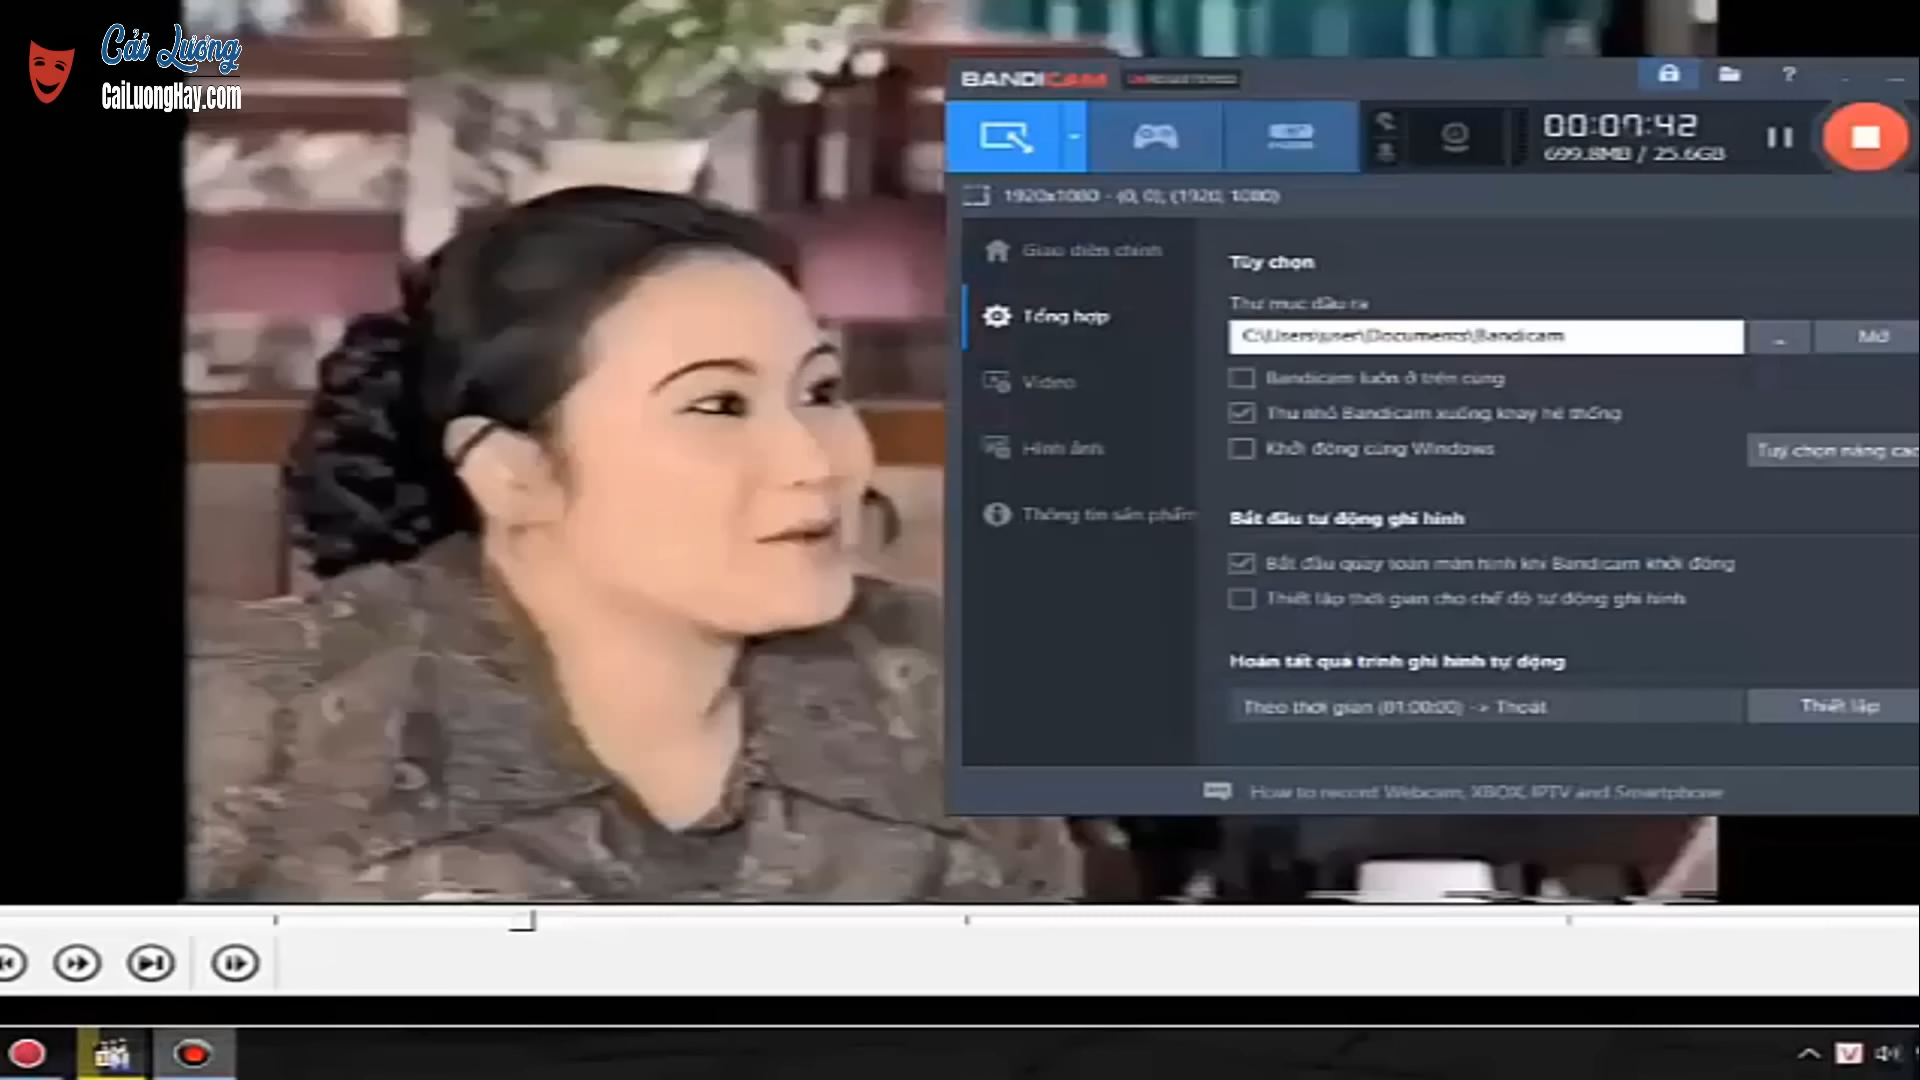 Cải Lương
CaiLuongHay.com
BANDICAM
UNREGISTERED
?
00:07:42
699.8MB / 25.6GB
1920x1080 - (0, 0), (1920, 1080)
Giao diện chính
Tổng hợp
Video
Hình ảnh
Thông tin sản phẩm
Tùy chọn
Thư mục đầu ra
C:\Users\user\Documents\Bandicam
...
Mở
Bandicam luôn ở trên cùng
Thu nhỏ Bandicam xuống khay hệ thống
Khởi động cùng Windows
Tuỳ chọn nâng cao
Bắt đầu tự động ghi hình
Bắt đầu quay toàn màn hình khi Bandicam khởi động
Thiết lập thời gian cho chế độ tự động ghi hình
Hoàn tất quá trình ghi hình tự động
Theo thời gian (01:00:00) -> Thoát
Thiết lập
How to record Webcam, XBOX, IPTV and Smartphone
V